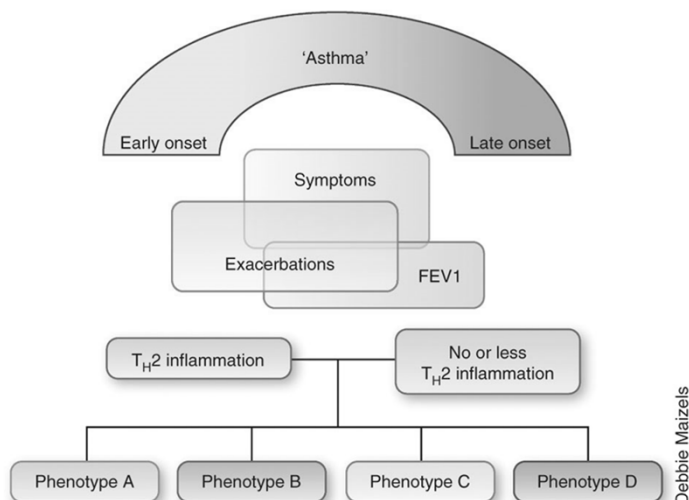 ‘Asthma’
Early onset
Late onset
Symptoms
Exacerbations
FEV1
TH2 inflammation
No or less
TH2 inflammation
Phenotype A
Phenotype B
Phenotype C
Phenotype D
Debbie Maizels